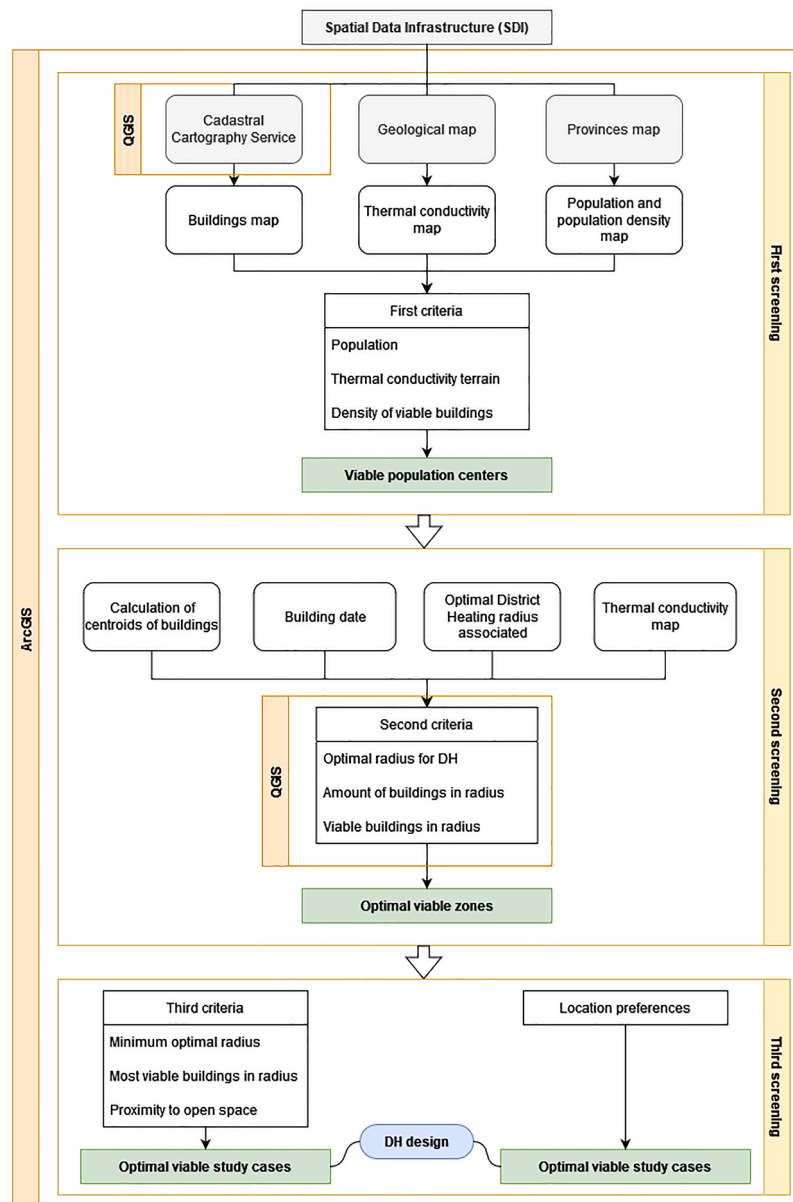 Spatial Data Infrastructure (SDI)
ArcGIS
First screening
QGIS
Cadastral
Cartography Service
Geological map
Provinces map
Buildings map
Thermal conductivity
map
Population and
population density
map
First criteria
Population
Thermal conductivity terrain
Density of viable buildings
Viable population centers
Second screening
Calculation of
centroids of buildings
Building date
Optimal District
Heating radius
associated
Thermal conductivity
map
QGIS
Second criteria
Optimal radius for DH
Amount of buildings in radius
Viable buildings in radius
Optimal viable zones
Third screening
Third criteria
Minimum optimal radius
Most viable buildings in radius
Proximity to open space
Location preferences
DH design
Optimal viable study cases
Optimal viable study cases